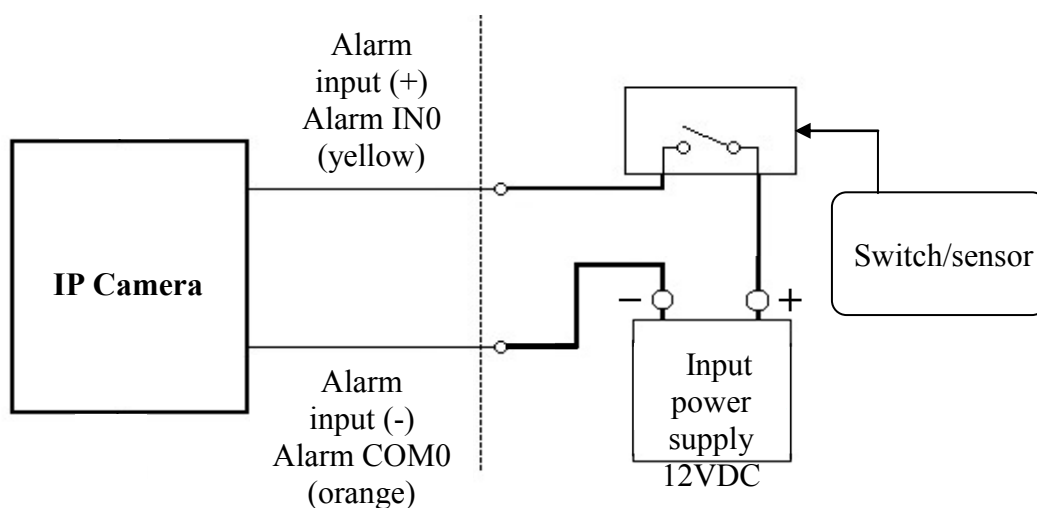 Alarm
input (+)
Alarm IN0
(yellow)
IP Camera
Switch/sensor
− +
Input
power
supply
12VDC
Alarm
input (-)
Alarm COM0
(orange)